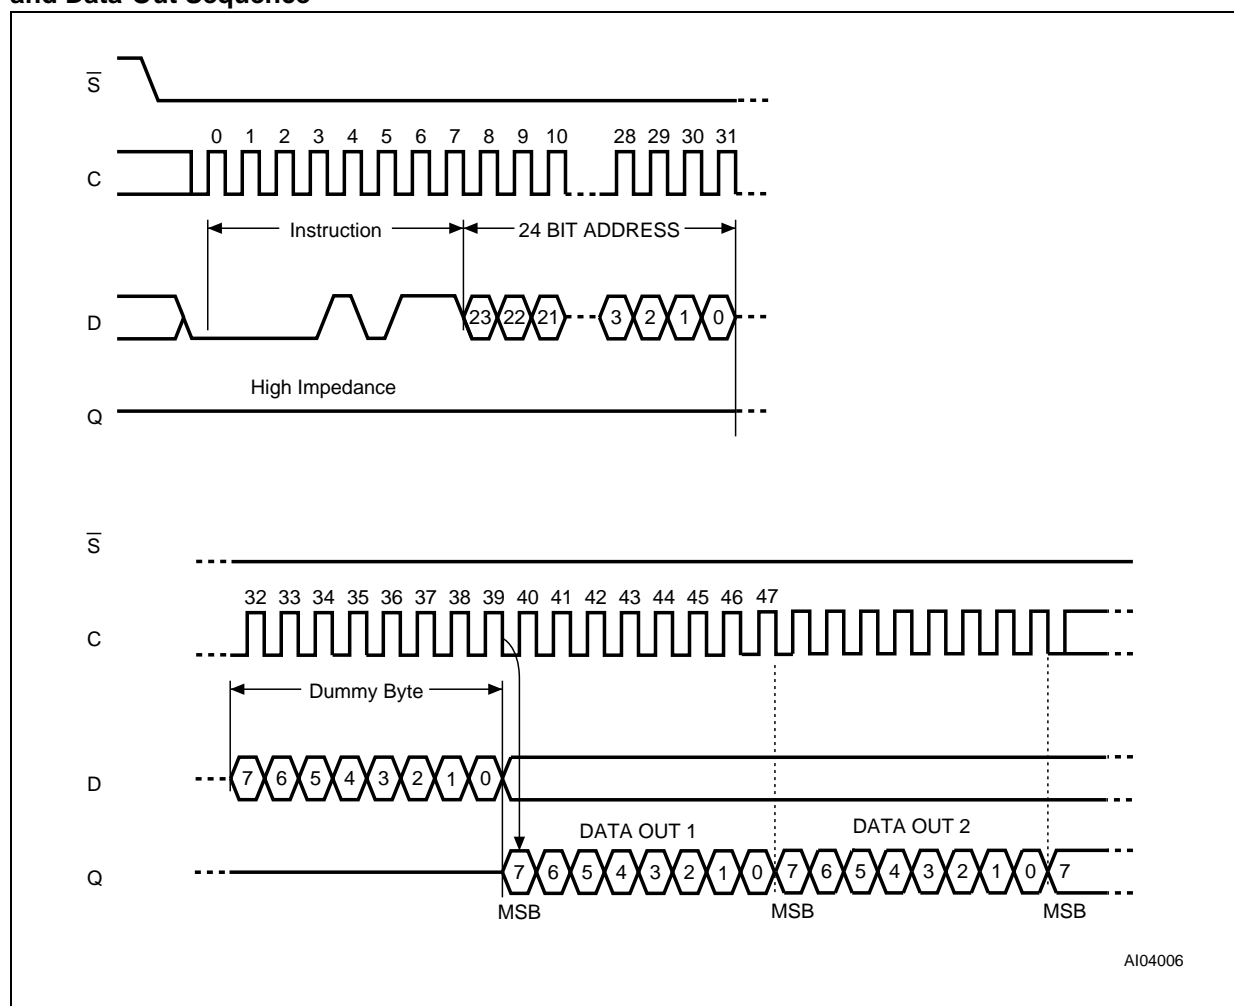 and Data-Out Sequence
S
0 1 2 3 4 5 6 7 8 9 10 28 29 30 31
C
Instruction 24 BIT ADDRESS
D 23 22 21 3 2 1 0
High Impedance
Q
S
32 33 34 35 36 37 38 39 40 41 42 43 44 45 46 47
C
Dummy Byte
D 7 6 5 4 3 2 1 0
DATA OUT 1 DATA OUT 2
Q 7 6 5 4 3 2 1 0 7 6 5 4 3 2 1 0 7
MSB MSB MSB
AI04006